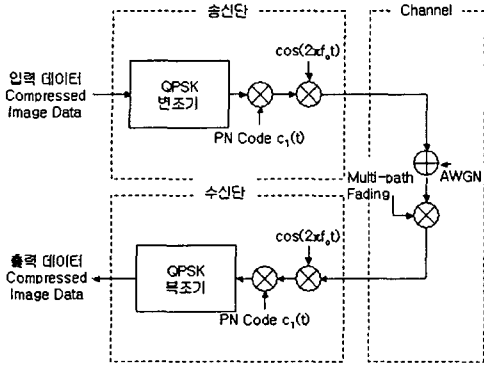 송신단
Channel
cos(2πf₀t)
입력 데이터
Compressed
Image Data
QPSK
변조기
PN Code c₁(t)
AWGN
Multi-path
Fading
수신단
cos(2πf₀t)
출력 데이터
Compressed
Image Data
QPSK
복조기
PN Code c₁(t)